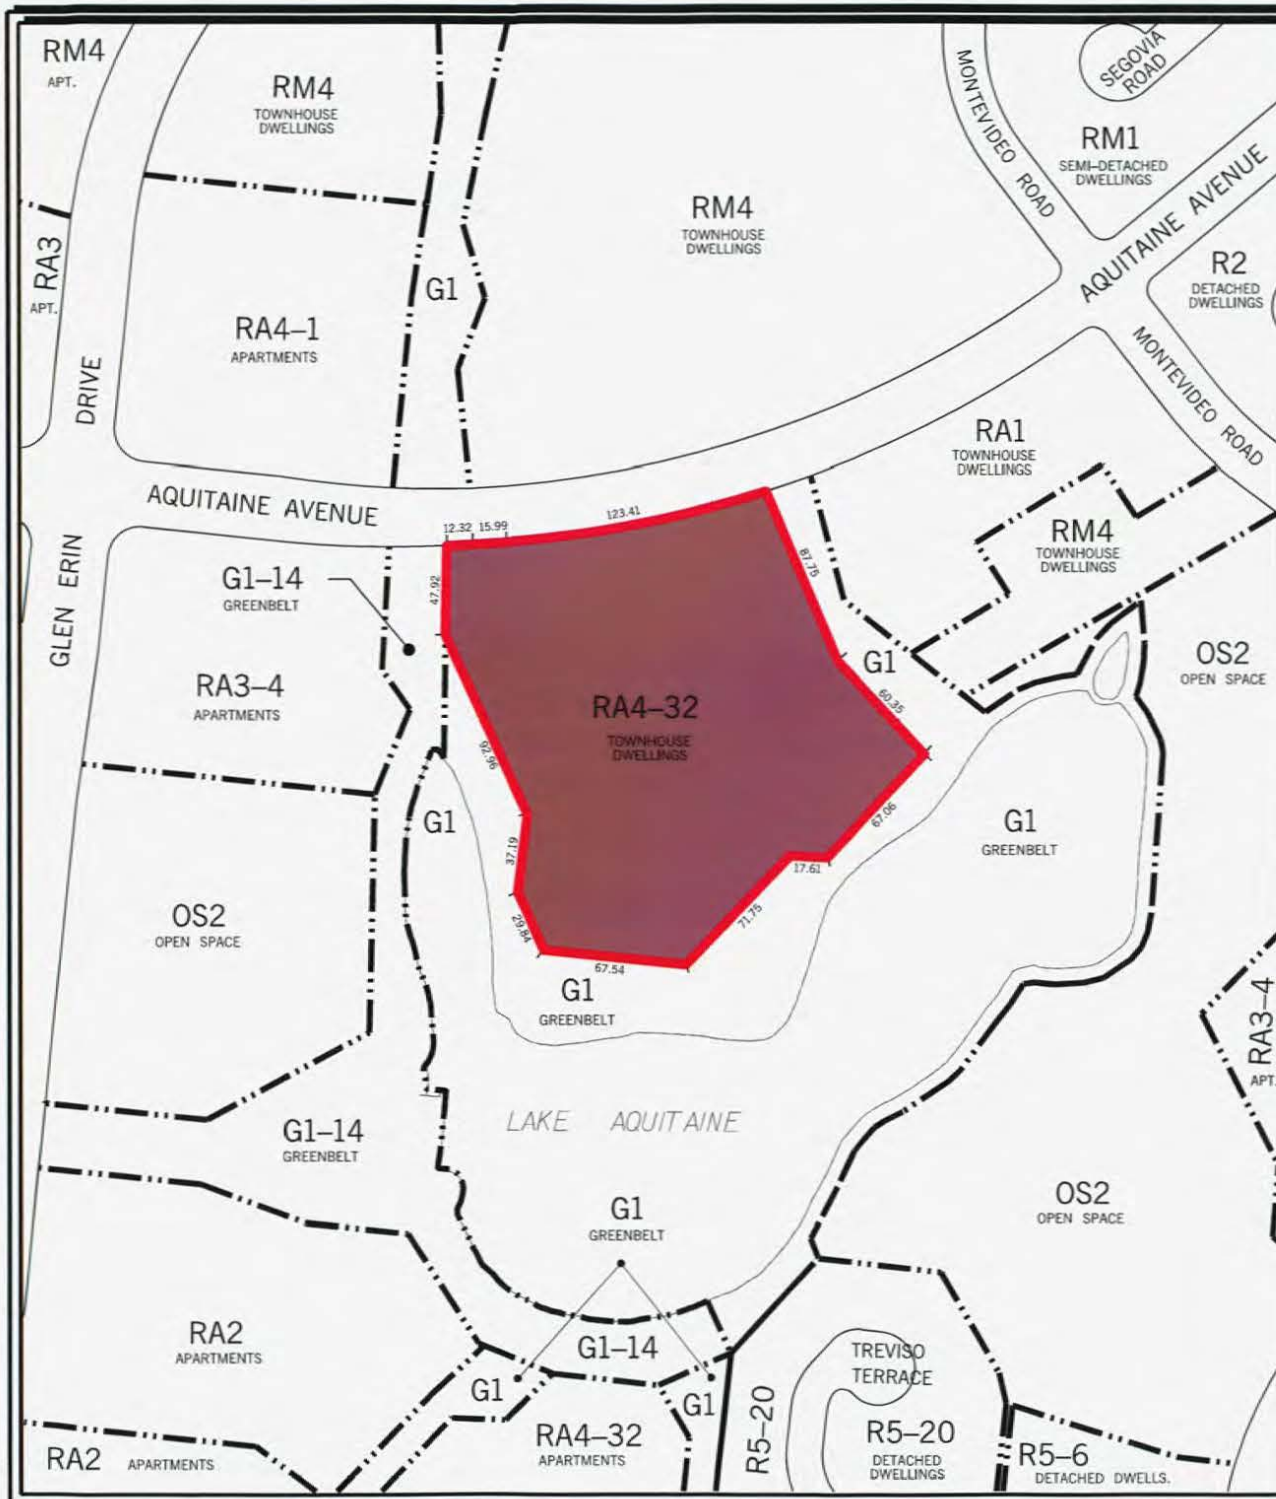 RM4
APT.
RM4
TOWNHOUSE
DWELLINGS
SEGOVIA
ROAD
MONTEVIDEO ROAD
RM1
SEMI-DETACHED
DWELLINGS
AQUITAINE AVENUE
RM4
TOWNHOUSE
DWELLINGS
RA3
APT.
G1
R2
DETACHED
DWELLINGS
RA4-1
APARTMENTS
DRIVE
MONTEVIDEO ROAD
RA1
TOWNHOUSE
DWELLINGS
AQUITAINE AVENUE
12.32
15.99
123.41
RM4
TOWNHOUSE
DWELLINGS
87.75
47.92
G1-14
GREENBELT
GLEN ERIN
G1
OS2
OPEN SPACE
RA3-4
APARTMENTS
60.35
RA4-32
TOWNHOUSE
DWELLINGS
92.96
G1
67.06
G1
GREENBELT
37.19
17.61
OS2
OPEN SPACE
29.84
71.75
67.54
G1
GREENBELT
RA3-4
APT.
LAKE AQUITAINE
G1-14
GREENBELT
OS2
OPEN SPACE
G1
GREENBELT
RA2
APARTMENTS
G1-14
TREVISO
TERRACE
G1
G1
R5-20
RA4-32
APARTMENTS
R5-20
DETACHED
DWELLINGS
R5-6
DETACHED DWELLS.
RA2 APARTMENTS